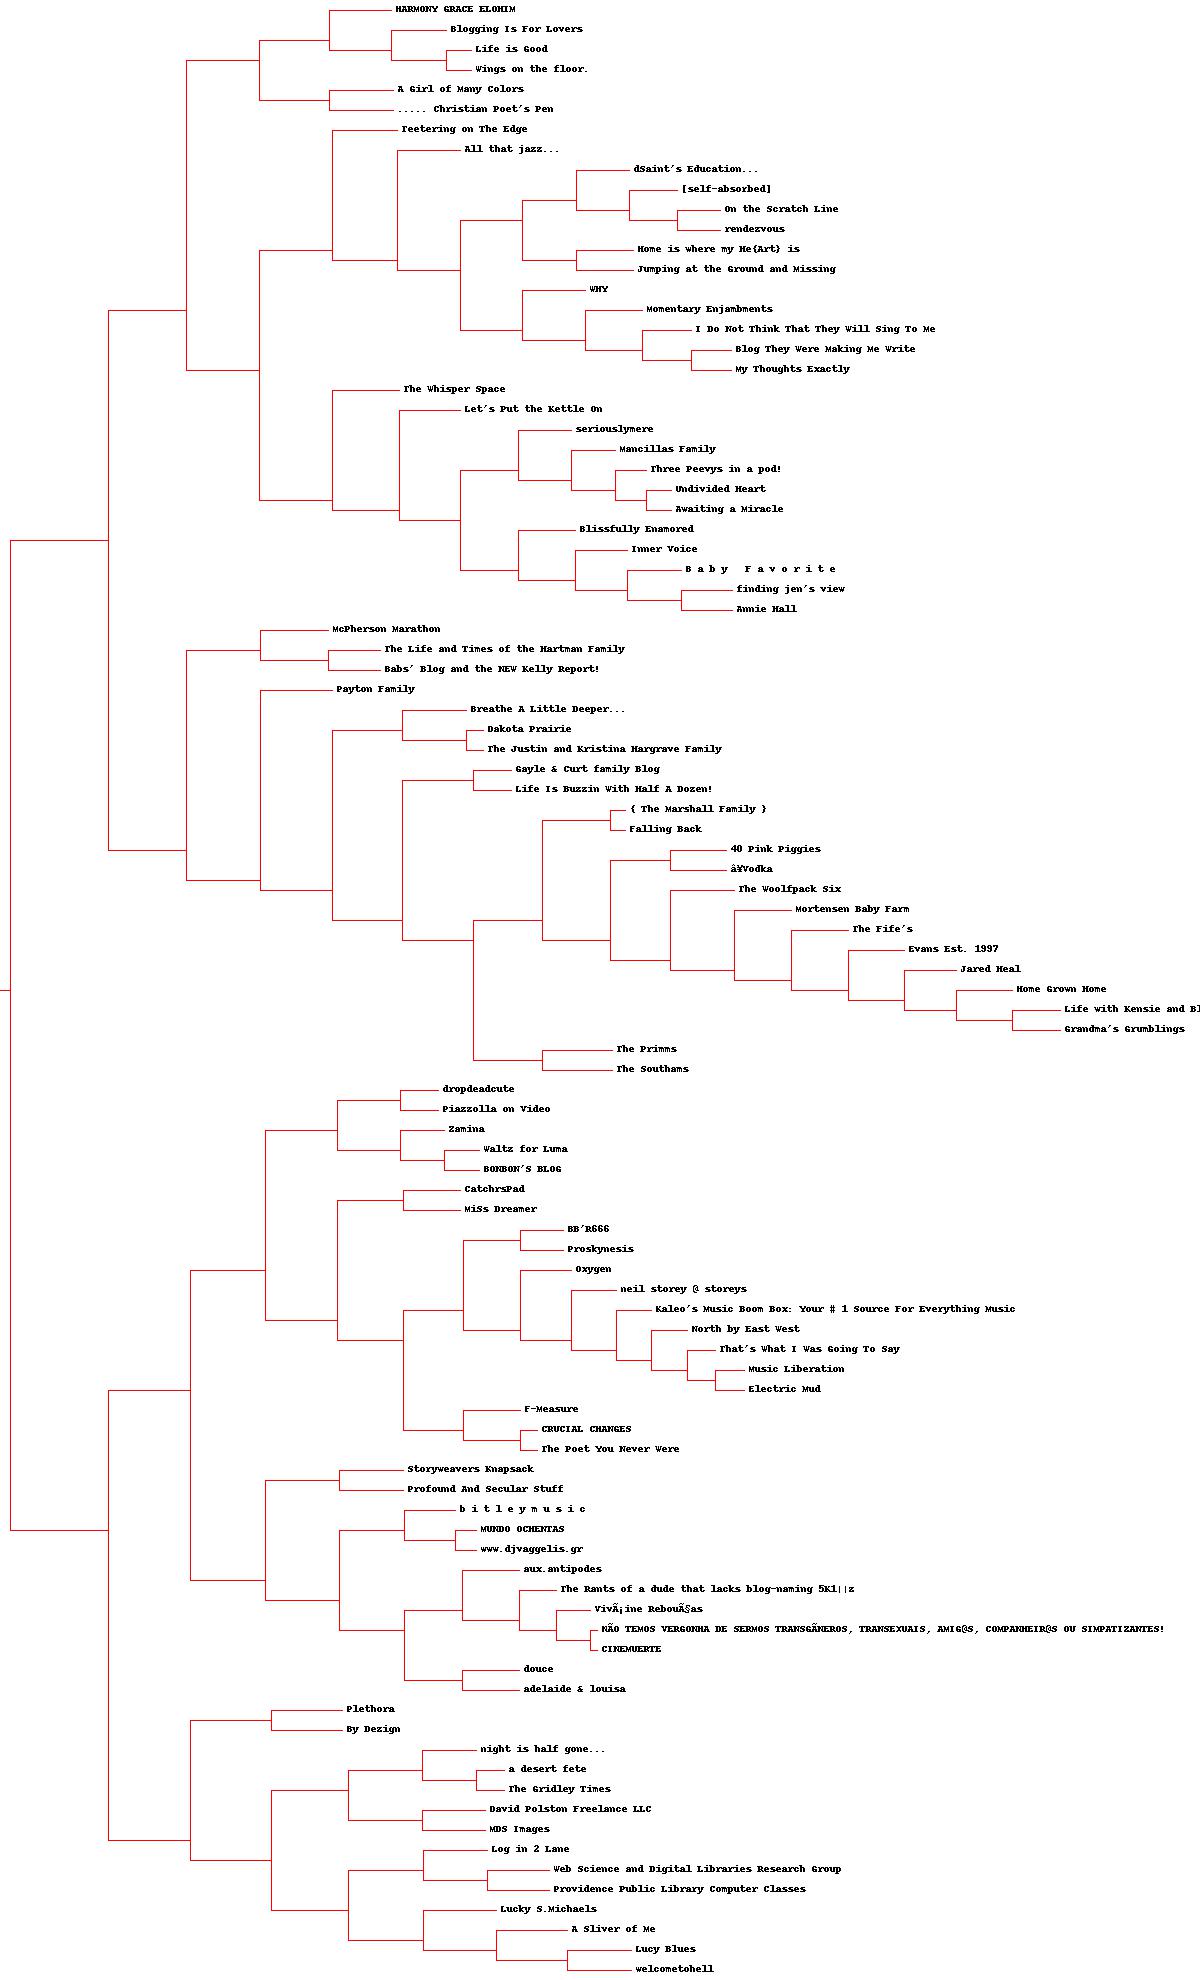 HARMONY GRACE ELOHIM
Blogging Is For Lovers
Life is Good
Wings on the floor.
A Girl of Many Colors
..... Christian Poet's Pen
Teetering on The Edge
All that jazz...
dSaint's Education...
[self-absorbed]
On the Scratch Line
rendezvous
Home is where my He{Art} is
Jumping at the Ground and Missing
WHY
Momentary Enjambments
I Do Not Think That They Will Sing To Me
Blog They Were Making Me Write
My Thoughts Exactly
The Whisper Space
Let's Put the Kettle On
seriouslymere
Mancillas Family
Three Peevys in a pod!
Undivided Heart
Awaiting a Miracle
Blissfully Enamored
Inner Voice
B a b y   F a v o r i t e
finding jen's view
Annie Hall
McPherson Marathon
The Life and Times of the Hartman Family
Babs' Blog and the NEW Kelly Report!
Payton Family
Breathe A Little Deeper...
Dakota Prairie
The Justin and Kristina Hargrave Family
Gayle & Curt family Blog
Life Is Buzzin With Half A Dozen!
{ The Marshall Family }
Falling Back
40 Pink Piggies
â¥Vodka
The Woolfpack Six
Mortensen Baby Farm
The Fife's
Evans Est. 1997
Jared Heal
Home Grown Home
Life with Kensie and Bl
Grandma's Grumblings
The Primms
The Southams
dropdeadcute
Piazzolla on Video
Zamina
Waltz for Luma
BONBON'S BLOG
CatchrsPad
MiSs Dreamer
BB'R666
Proskynesis
Oxygen
neil storey @ storeys
Kaleo's Music Boom Box: Your # 1 Source For Everything Music
North by East West
That's What I Was Going To Say
Music Liberation
Electric Mud
F-Measure
CRUCIAL CHANGES
The Poet You Never Were
Storyweavers Knapsack
Profound And Secular Stuff
b i t l e y m u s i c
MUNDO OCHENTAS
www.djvaggelis.gr
aux.antipodes
The Rants of a dude that lacks blog-naming 5K1||z
VivÃ¡ine RebouÃ§as
NÃO TEMOS VERGONHA DE SERMOS TRANSGÃNEROS, TRANSEXUAIS, AMIG@S, COMPANHEIR@S OU SIMPATIZANTES!
CINEMUERTE
douce
adelaide & louisa
Plethora
By Dezign
night is half gone...
a desert fete
The Gridley Times
David Polston Freelance LLC
MDS Images
Log in 2 Lane
Web Science and Digital Libraries Research Group
Providence Public Library Computer Classes
Lucky S.Michaels
A Sliver of Me
Lucy Blues
welcometohell